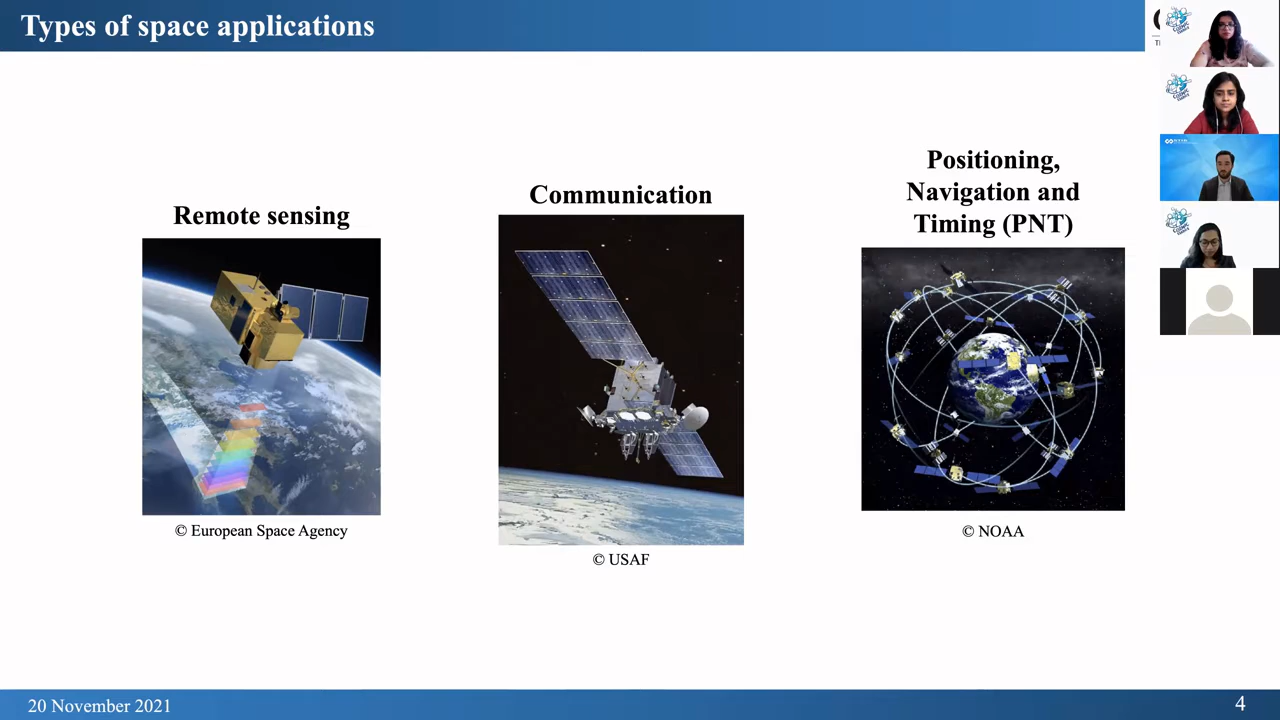 Types of space applications
Remote sensing
© European Space Agency
Communication
© USAF
Positioning,
Navigation and
Timing (PNT)
© NOAA
20 November 2021
4